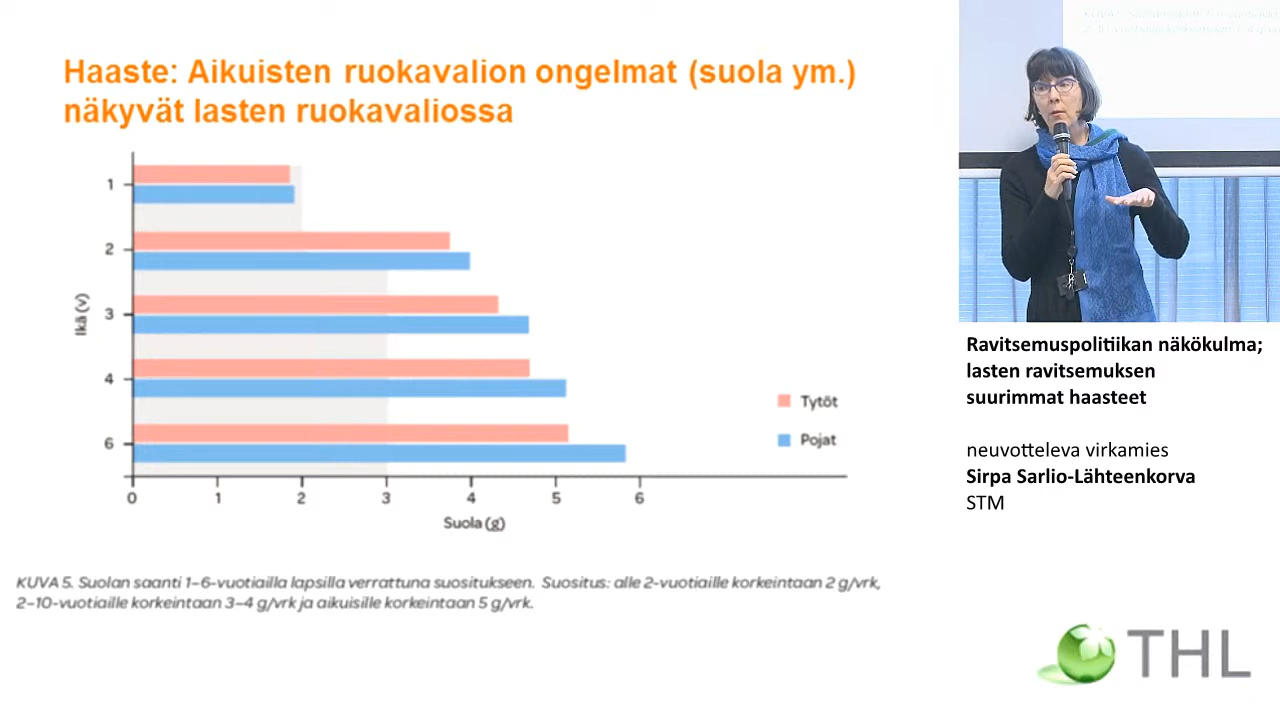 Haaste: Aikuisten ruokavalion ongelmat (suola ym.)
näkyvät lasten ruokavaliossa
Ikä (v)
1
2
3
4
6
0 1 2 3 4 5 6
Suola (g)
Tytöt
Pojat
KUVA 5. Suolan saanti 1–6-vuotiailla lapsilla verrattuna suositukseen. Suositus: alle 2-vuotiaille korkeintaan 2 g/vrk,
2–10-vuotiaille korkeintaan 3–4 g/vrk ja aikuisille korkeintaan 5 g/vrk.
Ravitsemuspolitiikan näkökulma;
lasten ravitsemuksen
suurimmat haasteet
neuvotteleva virkamies
Sirpa Sarlio-Lähteenkorva
STM
THL